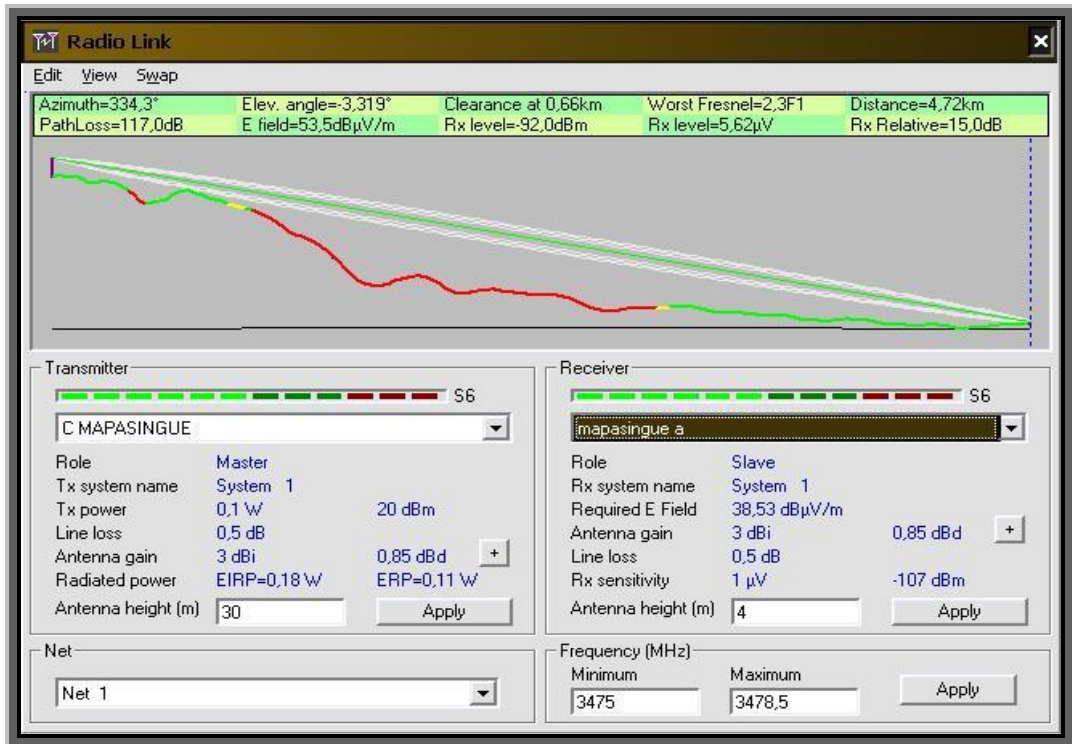 Radio Link
Edit View Swap
Azimuth=334,3° Elev. angle=-3,319° Clearance at 0,66km Worst Fresnel=2,3F1 Distance=4,72km
PathLoss=117,0dB E field=53,5dBµV/m Rx level=-92,0dBm Rx level=5,62µV Rx Relative=15,0dB
Transmitter
S6
C MAPASINGUE
Role Master
Tx system name System 1
Tx power 0,1 W 20 dBm
Line loss 0,5 dB
Antenna gain 3 dBi 0,85 dBd +
Radiated power EIRP=0,18 W ERP=0,11 W
Antenna height (m) 30 Apply
Receiver
S6
mapasingue a
Role Slave
Rx system name System 1
Required E Field 38,53 dBµV/m
Antenna gain 3 dBi 0,85 dBd +
Line loss 0,5 dB
Rx sensitivity 1 µV -107 dBm
Antenna height (m) 4 Apply
Net
Net 1
Frequency (MHz)
Minimum Maximum
3475 3478,5 Apply